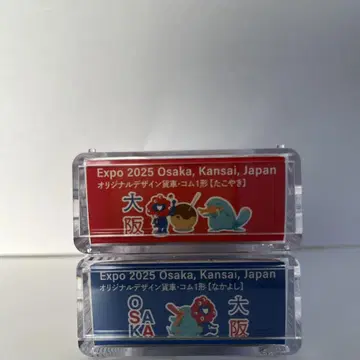 Expo 2025 Osaka, Kansai, Japan
オリジナルデザイン貨車・コム1形【たこやき】
大阪
Expo 2025 Osaka, Kansai, Japan
オリジナルデザイン貨車・コム1形【なかよし】
OSAKA
大阪